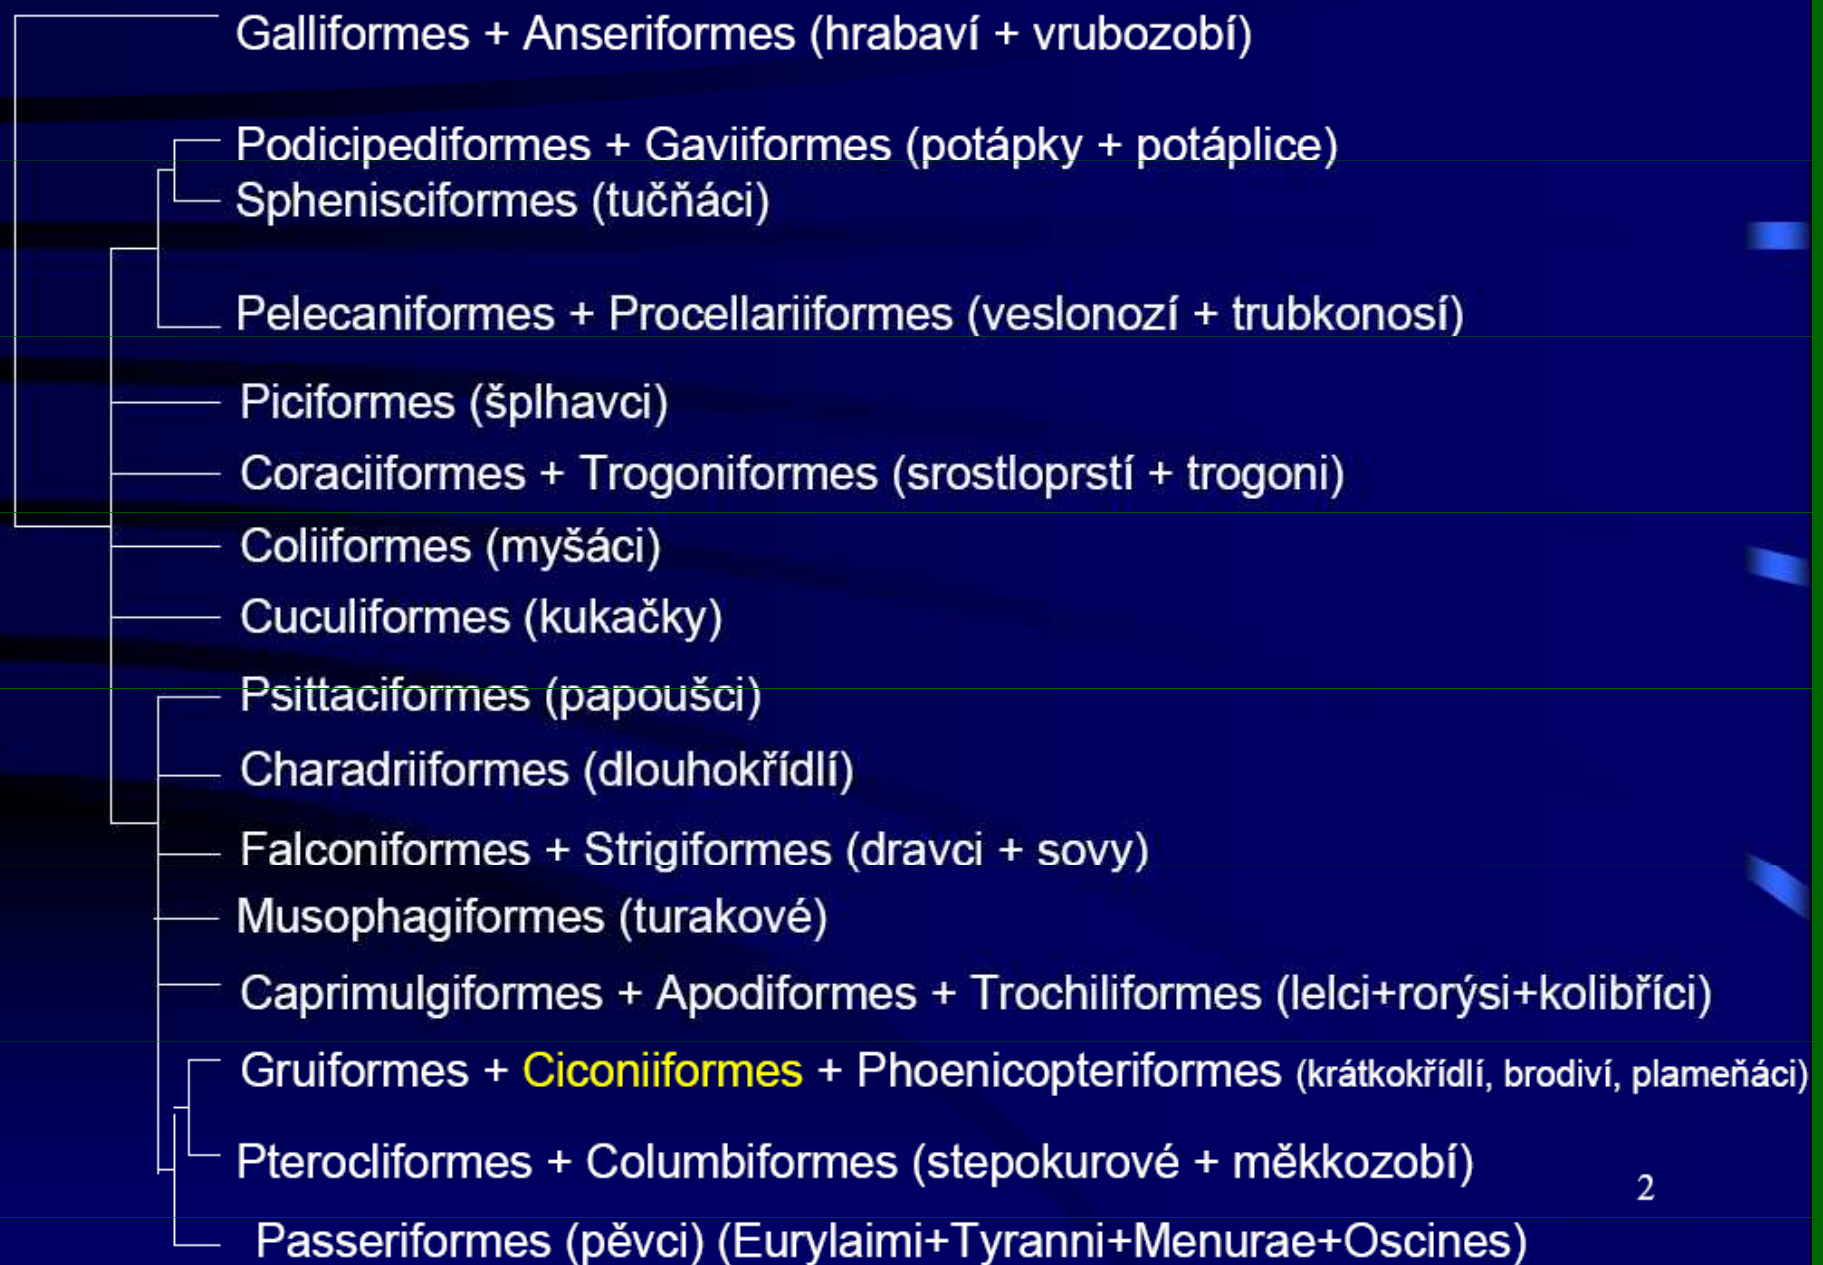 Galliformes + Anseriformes (hrabaví + vrubozobí)
Podicipediformes + Gaviiformes (potápky + potáplice)
Sphenisciformes (tučňáci)
Pelecaniformes + Procellariiformes (veslonozí + trubkonosí)
Piciformes (šplhavci)
Coraciiformes + Trogoniformes (srostloprstí + trogoni)
Coliiformes (myšáci)
Cuculiformes (kukačky)
Psittaciformes (papoušci)
Charadriiformes (dlouhokřídlí)
Falconiformes + Strigiformes (dravci + sovy)
Musophagiformes (turakové)
Caprimulgiformes + Apodiformes + Trochiliformes (lelci+rorýsi+kolibříci)
Gruiformes + Ciconiiformes + Phoenicopteriformes (krátkokřídlí, brodiví, plameňáci)
Pterocliformes + Columbiformes (stepokurové + měkkozobí)
2
Passeriformes (pěvci) (Eurylaimi+Tyranni+Menurae+Oscines)